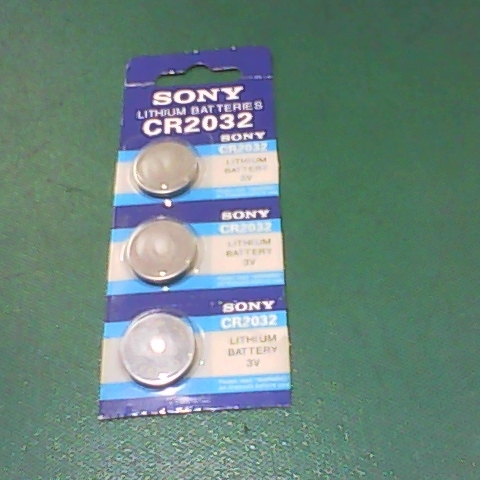 SONY
LITHIUM BATTERIES
CR2032
SONY
CR2032
LITHIUM
BATTERY
3V
SONY
CR2032
LITHIUM
BATTERY
3V
SONY
CR2032
LITHIUM
BATTERY
3V